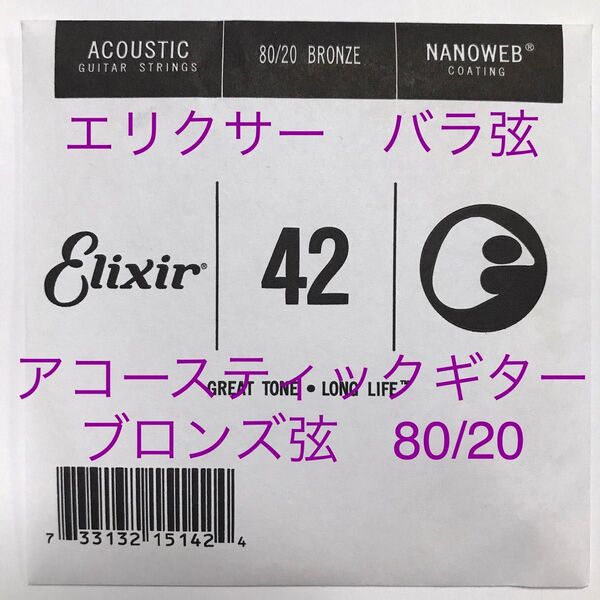 ACOUSTIC
GUITAR STRINGS
80/20 BRONZE
NANOWEB®
COATING
エリクサー　バラ弦
Elixir®
42
アコースティックギター
GREAT TONE • LONG LIFE™
ブロンズ弦　80/20
7 33132 15142 4